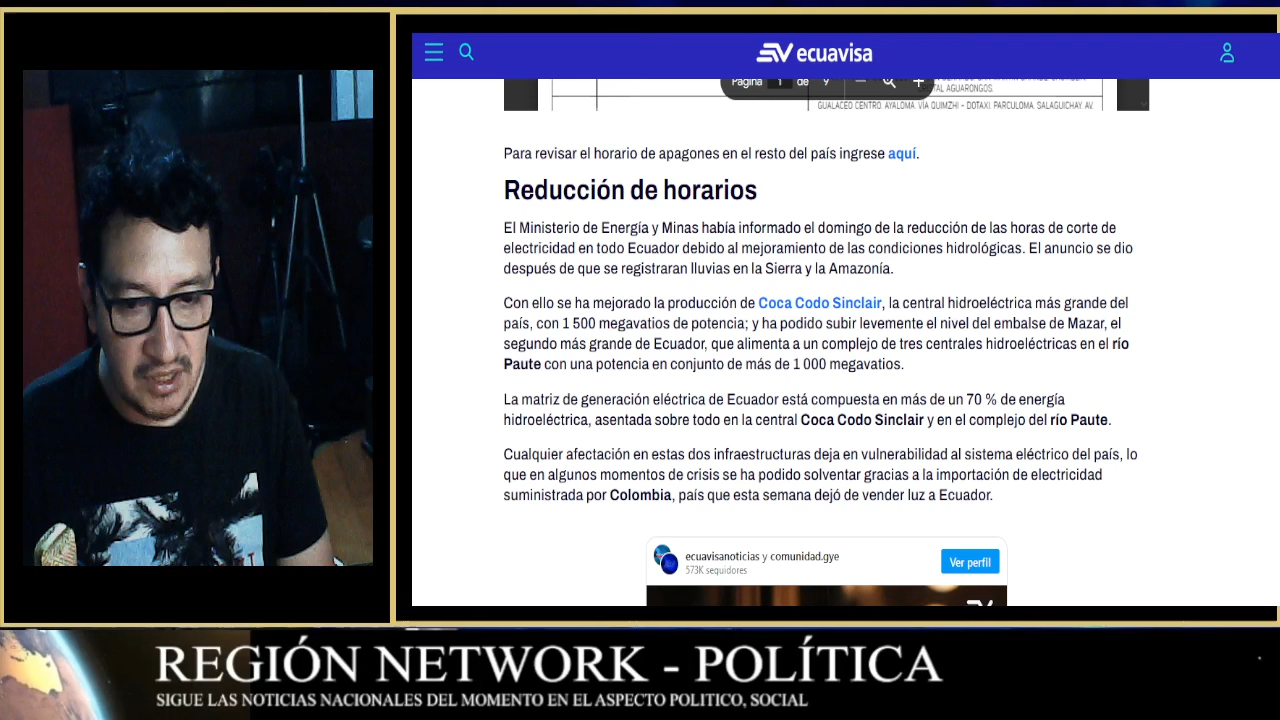 ecuavisa
Página 1 de 9
TAL AGUARONGOS.
GUALACEO CENTRO. AYALOMA. VÍA QUIMZHI - DOTAXI. PARCULOMA. SALAGUICHAY. AV.
Para revisar el horario de apagones en el resto del país ingrese aquí.
Reducción de horarios
El Ministerio de Energía y Minas había informado el domingo de la reducción de las horas de corte de
electricidad en todo Ecuador debido al mejoramiento de las condiciones hidrológicas. El anuncio se dio
después de que se registraran lluvias en la Sierra y la Amazonía.
Con ello se ha mejorado la producción de Coca Codo Sinclair, la central hidroeléctrica más grande del
país, con 1 500 megavatios de potencia; y ha podido subir levemente el nivel del embalse de Mazar, el
segundo más grande de Ecuador, que alimenta a un complejo de tres centrales hidroeléctricas en el río
Paute con una potencia en conjunto de más de 1 000 megavatios.
La matriz de generación eléctrica de Ecuador está compuesta en más de un 70 % de energía
hidroeléctrica, asentada sobre todo en la central Coca Codo Sinclair y en el complejo del río Paute.
Cualquier afectación en estas dos infraestructuras deja en vulnerabilidad al sistema eléctrico del país, lo
que en algunos momentos de crisis se ha podido solventar gracias a la importación de electricidad
suministrada por Colombia, país que esta semana dejó de vender luz a Ecuador.
ecuavisanoticias y comunidad.gye
573K seguidores
Ver perfil
REGIÓN NETWORK - POLÍTICA
SIGUE LAS NOTICIAS NACIONALES DEL MOMENTO EN EL ASPECTO POLITICO, SOCIAL